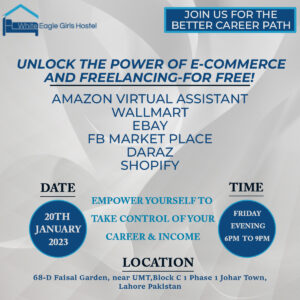 White Eagle Girls Hostel
JOIN US FOR THE
BETTER CAREER PATH
UNLOCK THE POWER OF E-COMMERCE
AND FREELANCING-FOR FREE!
AMAZON VIRTUAL ASSISTANT
WALLMART
EBAY
FB MARKET PLACE
DARAZ
SHOPIFY
DATE
20TH
JANUARY
2023
EMPOWER YOURSELF TO
TAKE CONTROL OF YOUR
CAREER & INCOME
TIME
FRIDAY
EVENING
6PM TO 9PM
LOCATION
68-D Faisal Garden, near UMT,Block C 1 Phase 1 Johar Town,
Lahore Pakistan